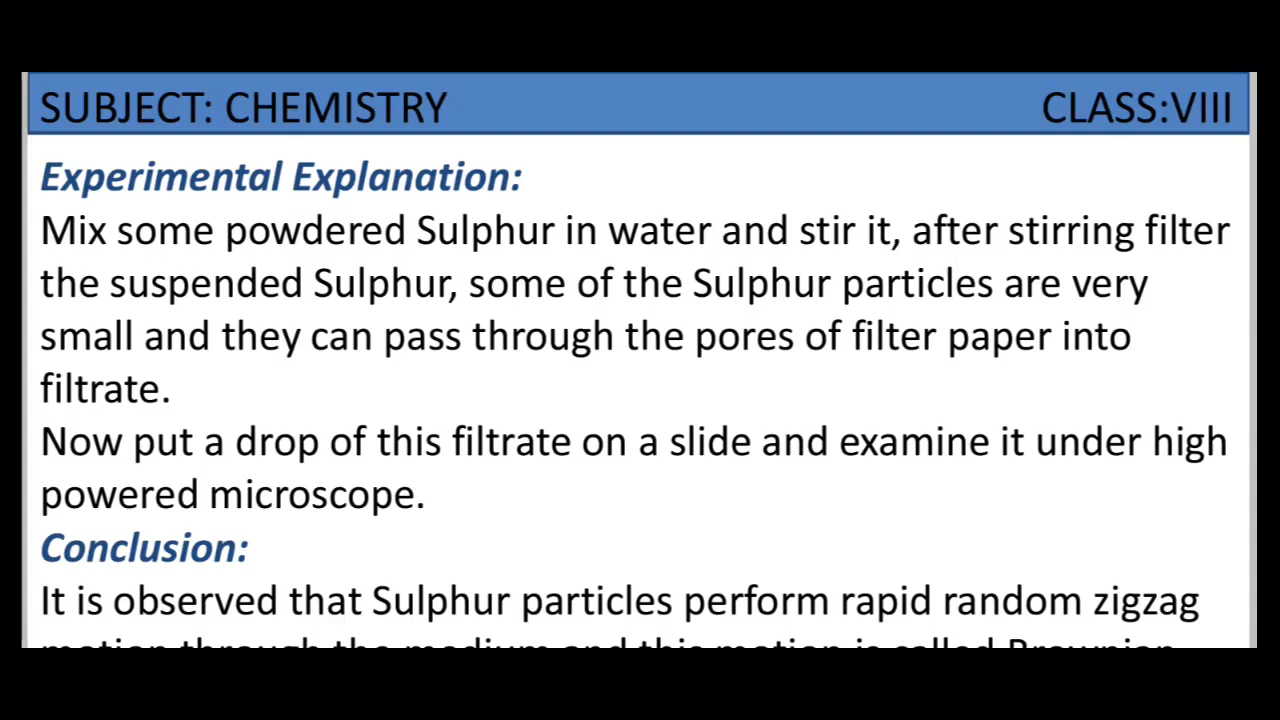 SUBJECT: CHEMISTRY CLASS:VIII
Experimental Explanation:
Mix some powdered Sulphur in water and stir it, after stirring filter
the suspended Sulphur, some of the Sulphur particles are very
small and they can pass through the pores of filter paper into
filtrate.
Now put a drop of this filtrate on a slide and examine it under high
powered microscope.
Conclusion:
It is observed that Sulphur particles perform rapid random zigzag
motion through the medium and this motion is called Brownian